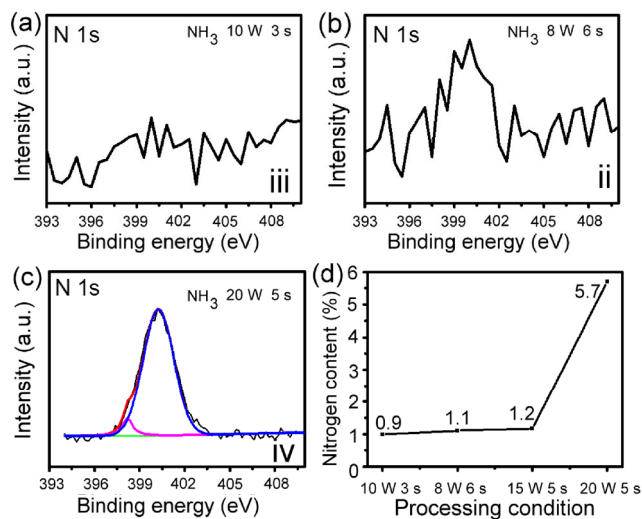 (a)
N 1s
NH3 10 W 3 s
Intensity (a.u.)
iii
393 396 399 402 405 408
Binding energy (eV)
(b)
N 1s
NH3 8 W 6 s
Intensity (a.u.)
ii
393 396 399 402 405 408
Binding energy (eV)
(c)
N 1s
NH3 20 W 5 s
Intensity (a.u.)
iv
393 396 399 402 405 408
Binding energy (eV)
(d)
Nitrogen content (%)
6
5
4
3
2
1
0
5.7
0.9 1.1 1.2
10 W 3 s 8 W 6 s 15 W 5 s 20 W 5 s
Processing condition